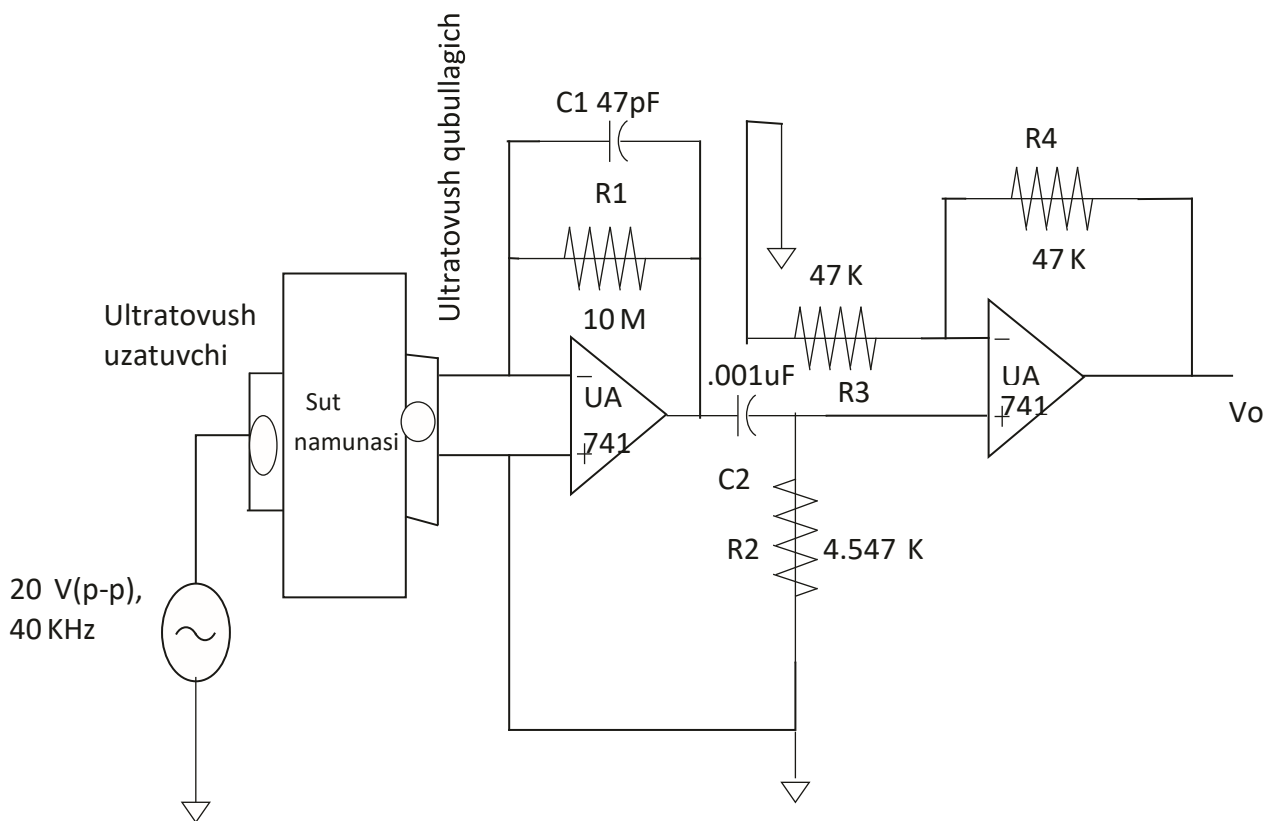 Ultratovush qubullagich
C1 47pF
R1
10 M
R4
47 K
47 K
R3
Ultratovush
uzatuvchi
Sut
namunasi
−
UA
+
741
.001uF
C2
−
UA
+
741
Vo
R2
4.547 K
20 V(p-p),
40 KHz